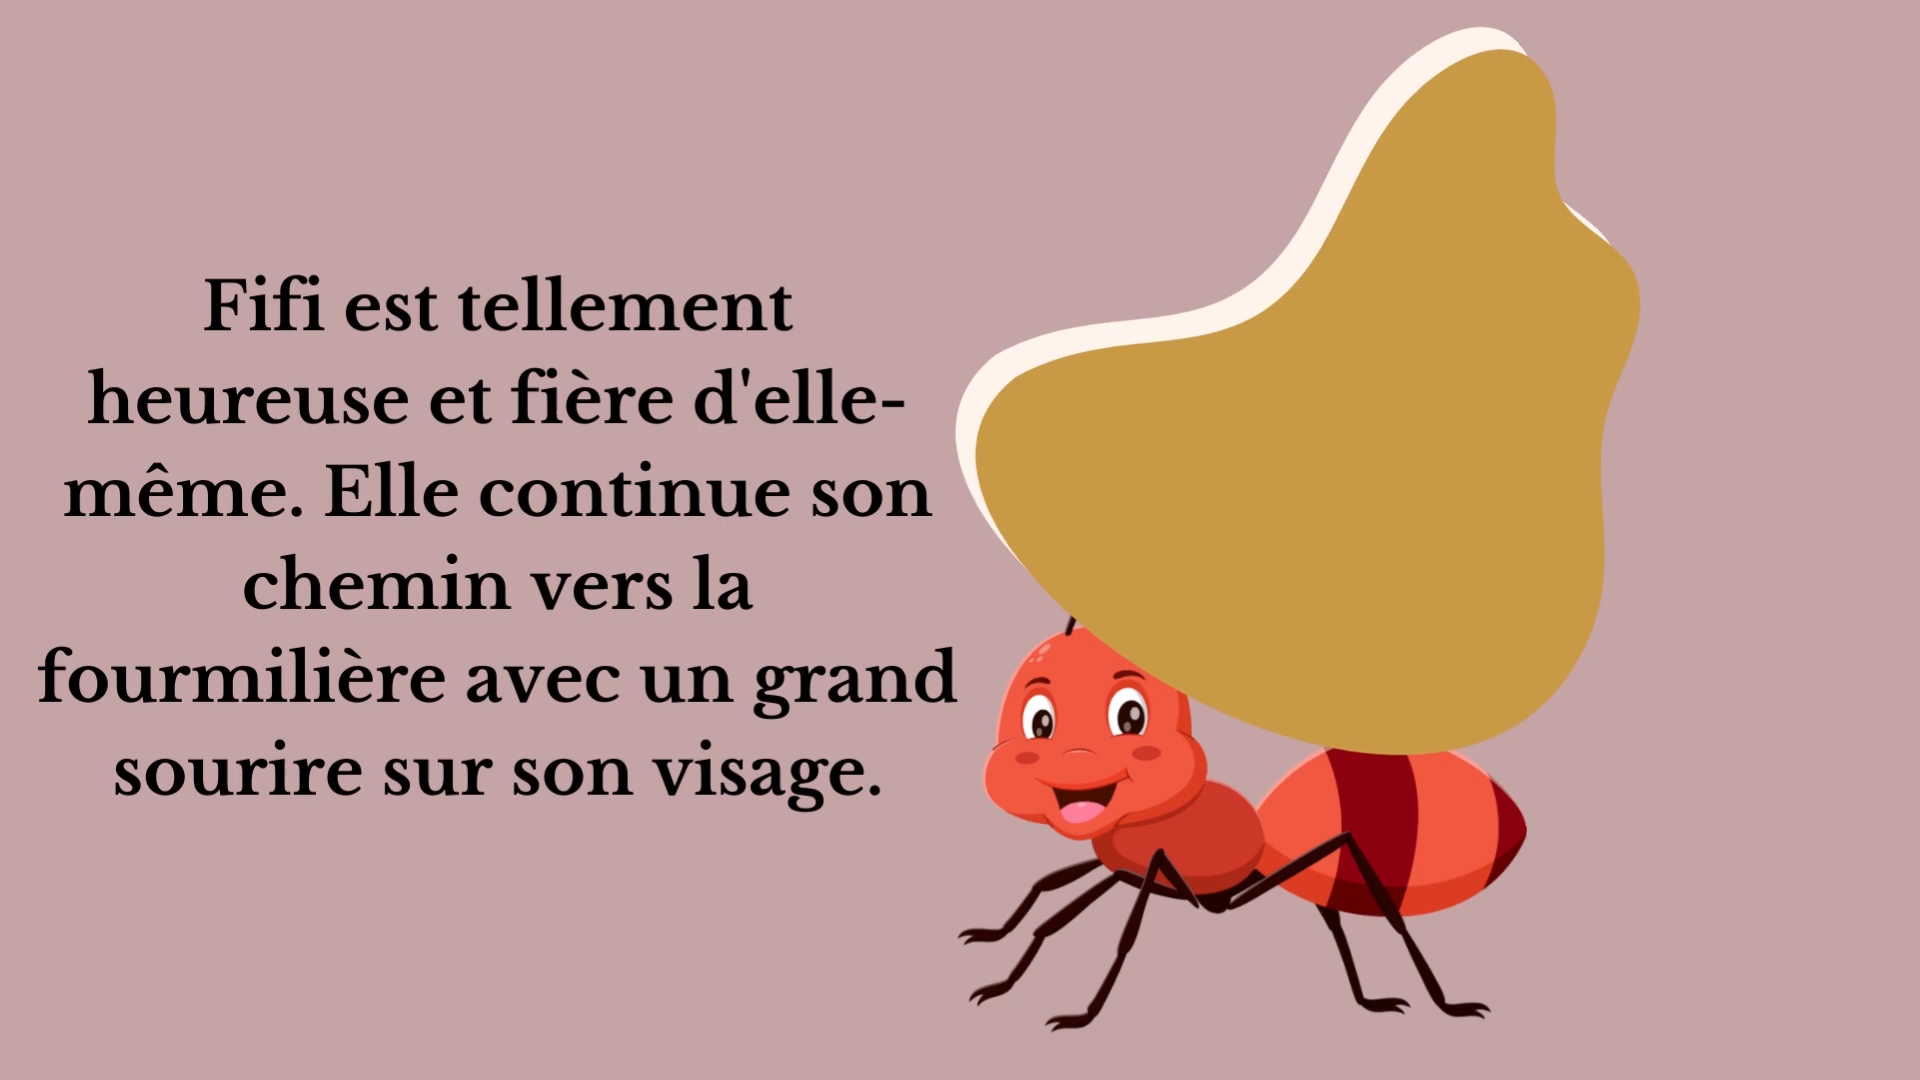 Fifi est tellement
heureuse et fière d'elle-
même. Elle continue son
chemin vers la
fourmilière avec un grand
sourire sur son visage.